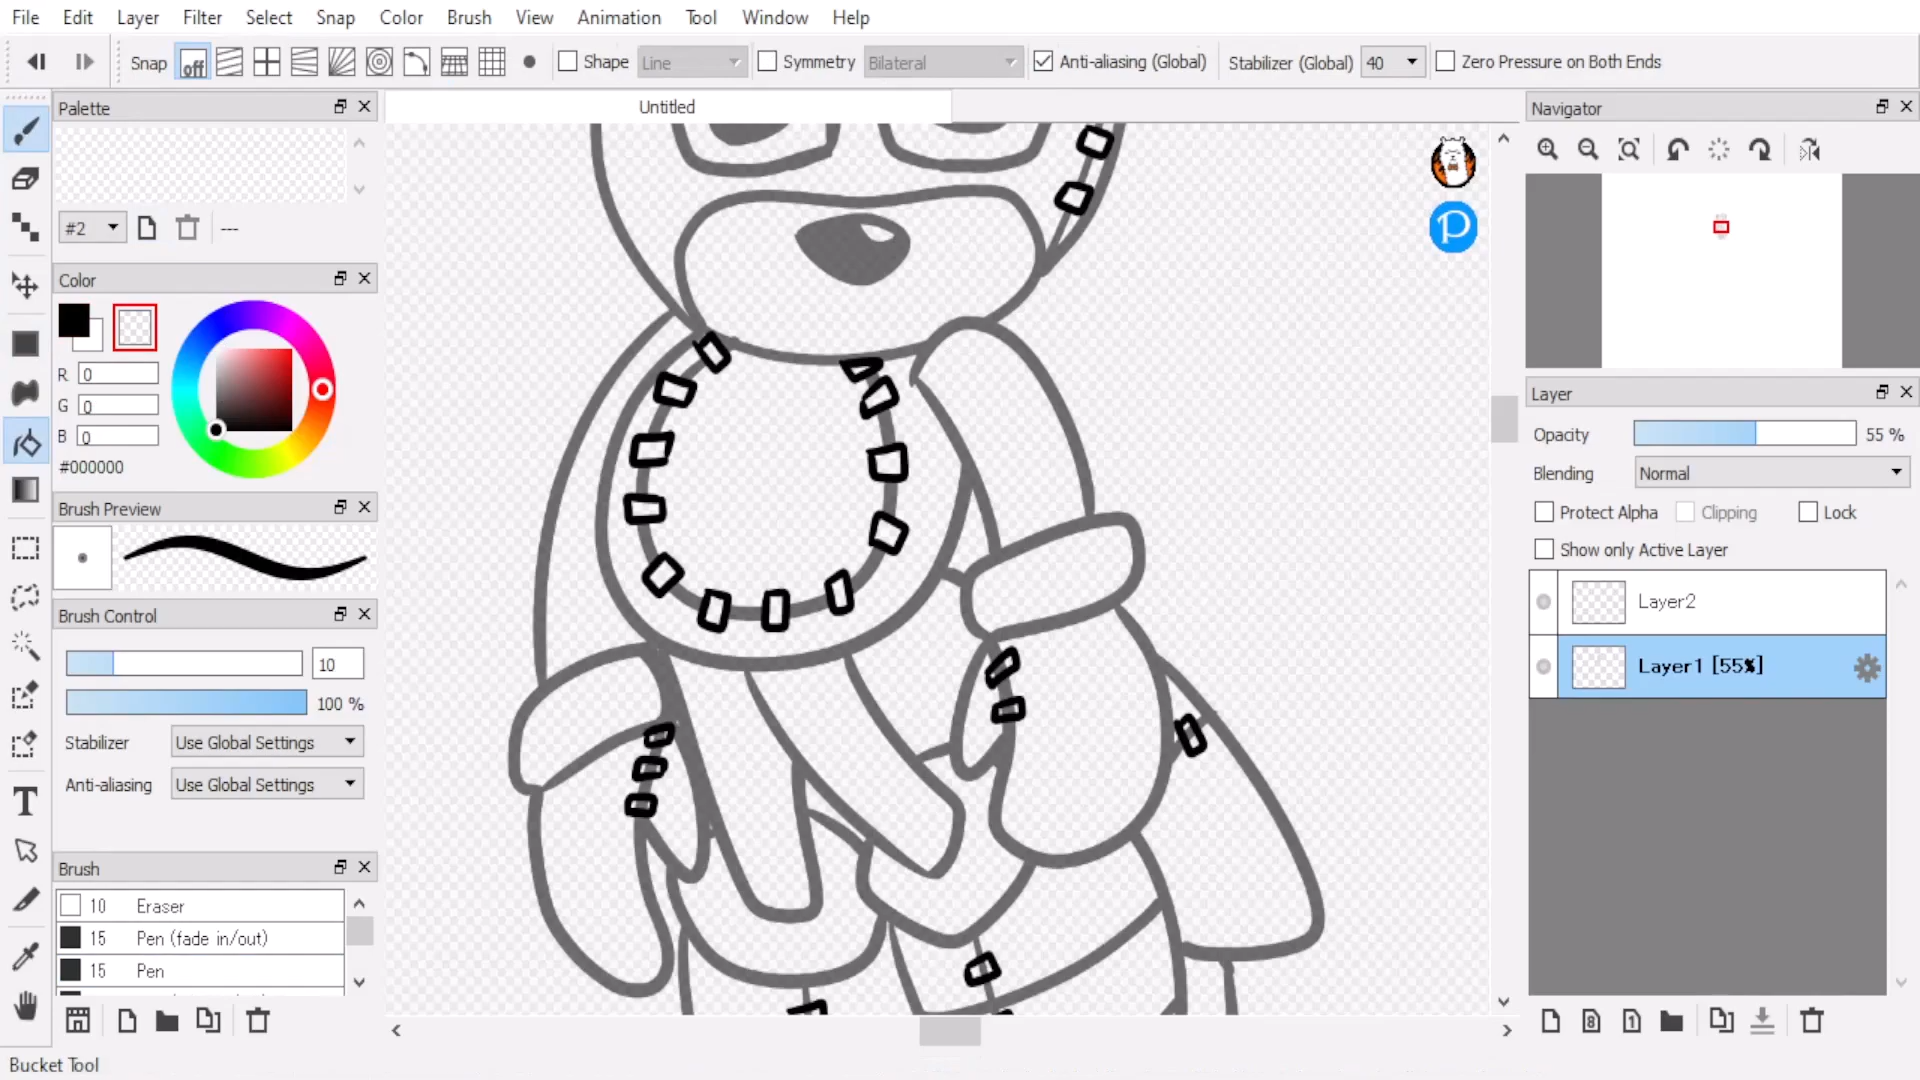 File Edit Layer Filter Select Snap Color Brush View Animation Tool Window Help
Snap off Shape Line Symmetry Bilateral Anti-aliasing (Global) Stabilizer (Global) 40 Zero Pressure on Both Ends
Palette
Untitled
Navigator
#2 ---
Color
R 0
G 0
B 0
#000000
Brush Preview
Brush Control
10
100 %
Stabilizer Use Global Settings
Anti-aliasing Use Global Settings
Brush
10 Eraser
15 Pen (fade in/out)
15 Pen
Layer
Opacity 55 %
Blending Normal
Protect Alpha Clipping Lock
Show only Active Layer
Layer2
Layer1 [55%]
T
P
8
1
Bucket Tool